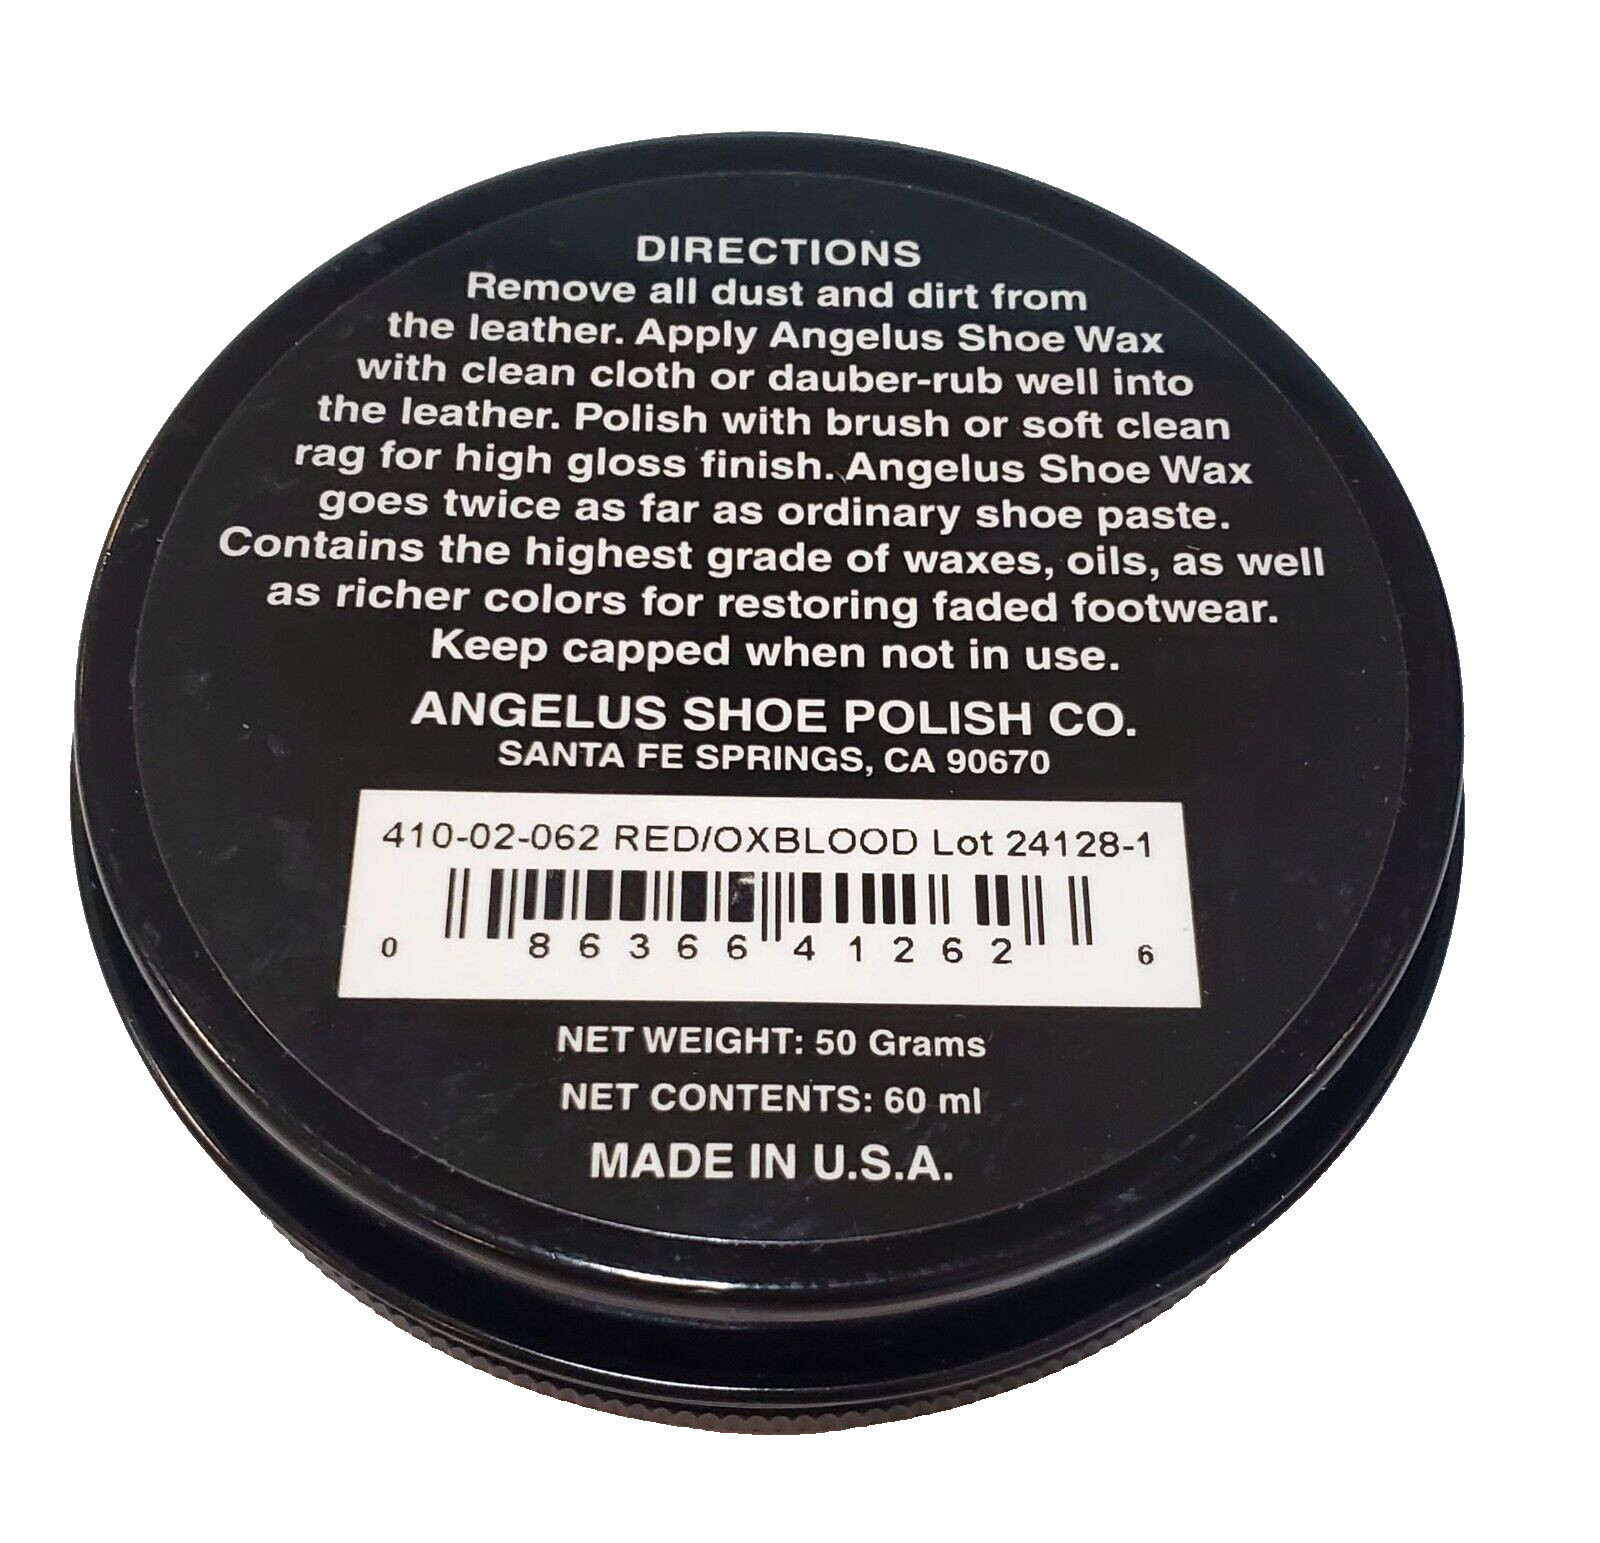 DIRECTIONS
Remove all dust and dirt from
the leather. Apply Angelus Shoe Wax
with clean cloth or dauber-rub well into
the leather. Polish with brush or soft clean
rag for high gloss finish. Angelus Shoe Wax
goes twice as far as ordinary shoe paste.
Contains the highest grade of waxes, oils, as well
as richer colors for restoring faded footwear.
Keep capped when not in use.
ANGELUS SHOE POLISH CO.
SANTA FE SPRINGS, CA 90670
410-02-062 RED/OXBLOOD Lot 24128-1
0 86366 41262 6
NET WEIGHT: 50 Grams
NET CONTENTS: 60 ml
MADE IN U.S.A.